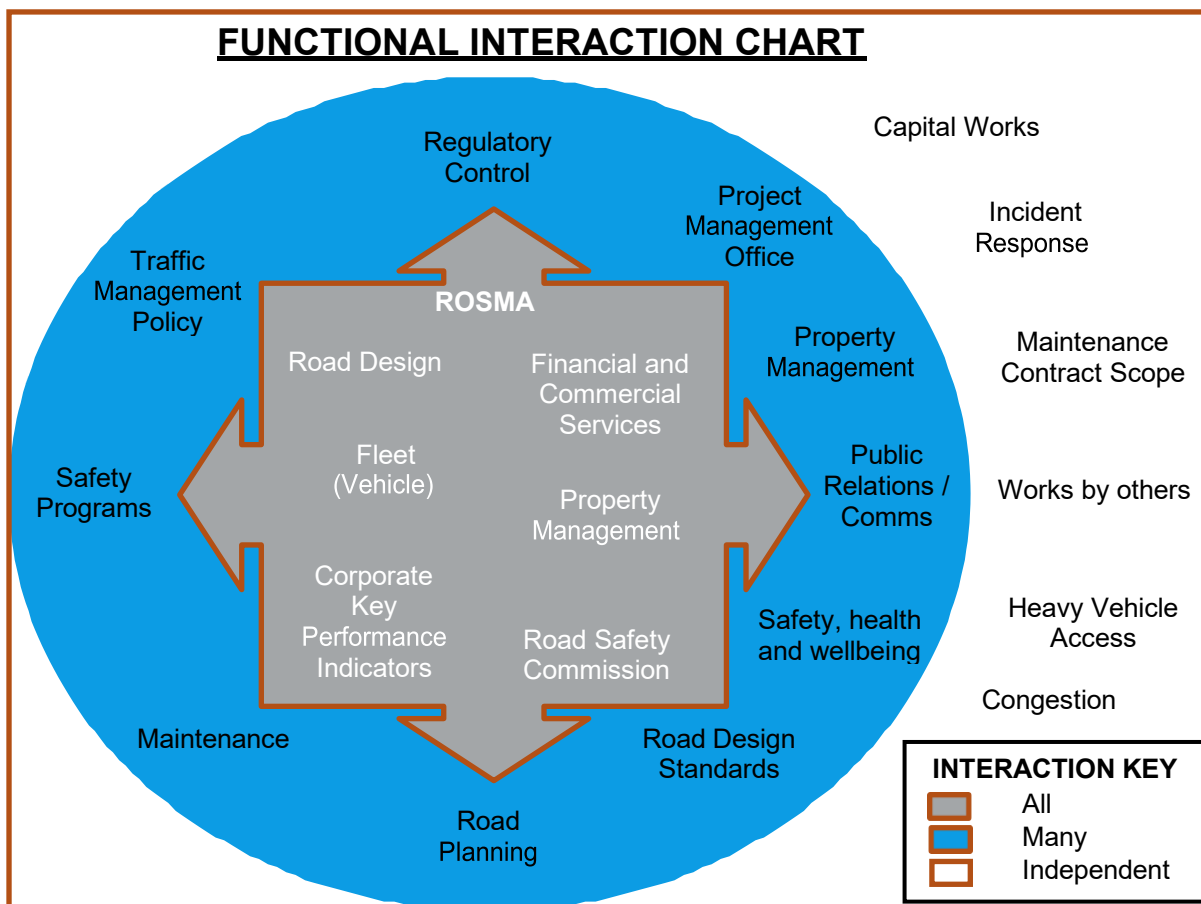 FUNCTIONAL INTERACTION CHART
Capital Works
Regulatory
Control
Project
Management
Office
Incident
Response
Traffic
Management
Policy
ROSMA
Road Design
Financial and
Commercial
Services
Property
Management
Maintenance
Contract Scope
Safety
Programs
Fleet
(Vehicle)
Property
Management
Public
Relations /
Comms
Works by others
Corporate
Key
Performance
Indicators
Road Safety
Commission
Safety, health
and wellbeing
Heavy Vehicle
Access
Congestion
Maintenance
Road Design
Standards
Road
Planning
INTERACTION KEY
All
Many
Independent